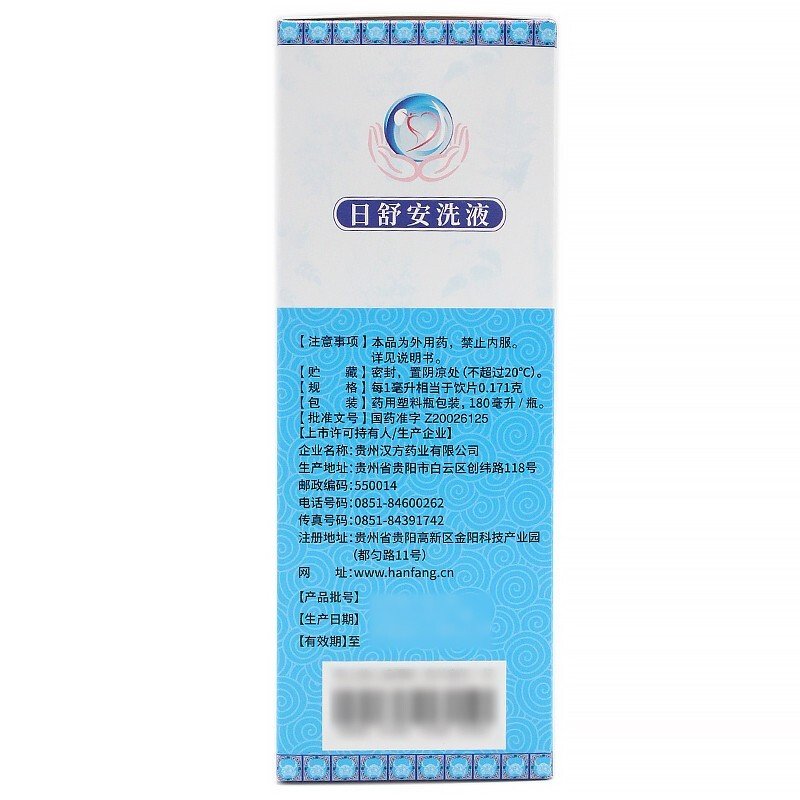 日舒安洗液
【注意事项】本品为外用药，禁止内服。
详见说明书。
【贮　　藏】密封，置阴凉处(不超过20℃)。
【规　　格】每1毫升相当于饮片0.171克
【包　　装】药用塑料瓶包装，180毫升/瓶。
【批准文号】国药准字 Z20026125
【上市许可持有人/生产企业】
企业名称:贵州汉方药业有限公司
生产地址:贵州省贵阳市白云区创纬路118号
邮政编码:550014
电话号码:0851-84600262
传真号码:0851-84391742
注册地址:贵州省贵阳高新区金阳科技产业园
(都匀路11号)
网　　址:www.hanfang.cn
【产品批号】
【生产日期】
【有效期】至